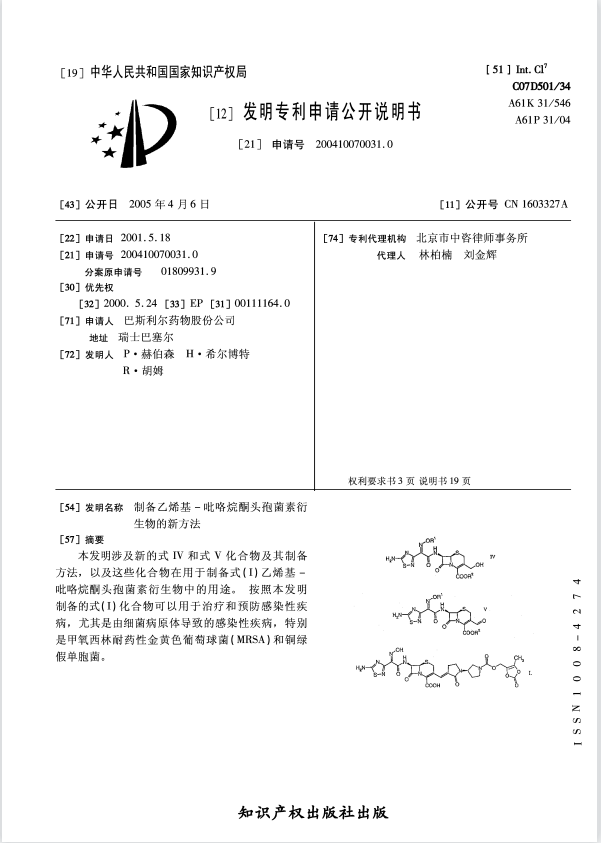 [19] 中华人民共和国国家知识产权局
[51] Int. Cl7
C07D501/34
A61K 31/546
A61P 31/04
[12] 发明专利申请公开说明书
[21] 申请号 200410070031.0
[43] 公开日 2005 年 4 月 6 日
[11] 公开号 CN 1603327A
[22] 申请日 2001.5.18
[21] 申请号 200410070031.0
分案原申请号 01809931.9
[30] 优先权
[32] 2000. 5.24 [33] EP [31] 00111164.0
[71] 申请人 巴斯利尔药物股份公司
地址 瑞士巴塞尔
[72] 发明人 P·赫伯森 H·希尔博特
R·胡姆
[74] 专利代理机构 北京市中咨律师事务所
代理人 林柏楠 刘金辉
权利要求书 3 页 说明书 19 页
[54] 发明名称 制备乙烯基－吡咯烷酮头孢菌素衍
生物的新方法
[57] 摘要
本发明涉及新的式 IV 和式 V 化合物及其制备
方法，以及这些化合物在用于制备式(I)乙烯基－
吡咯烷酮头孢菌素衍生物中的用途。 按照本发明
制备的式(I)化合物可以用于治疗和预防感染性疾
病，尤其是由细菌病原体导致的感染性疾病，特别
是甲氧西林耐药性金黄色葡萄球菌(MRSA)和铜绿
假单胞菌。
IV
V
I.
ISSN1008-4274
知识产权出版社出版